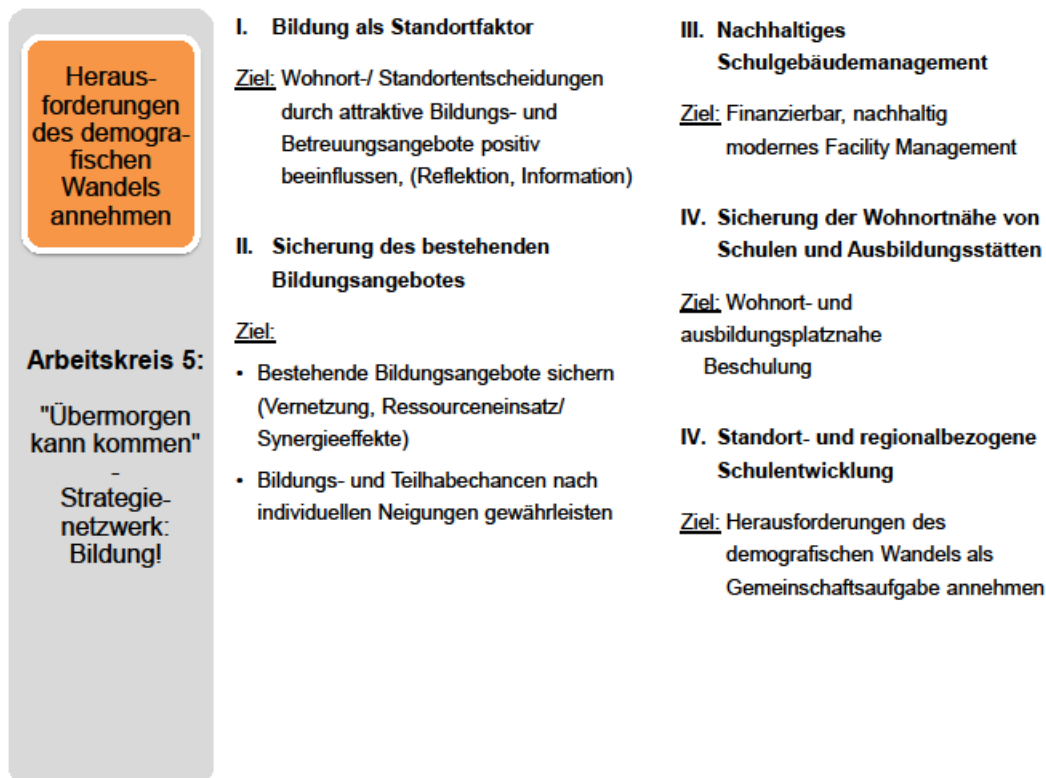 Heraus-
forderungen
des demogra-
fischen
Wandels
annehmen
Arbeitskreis 5:
"Übermorgen
kann kommen"
-
Strategie-
netzwerk:
Bildung!
I. Bildung als Standortfaktor
Ziel: Wohnort-/ Standortentscheidungen
durch attraktive Bildungs- und
Betreuungsangebote positiv
beeinflussen, (Reflektion, Information)
II. Sicherung des bestehenden
Bildungsangebotes
Ziel:
• Bestehende Bildungsangebote sichern
(Vernetzung, Ressourceneinsatz/
Synergieeffekte)
• Bildungs- und Teilhabechancen nach
individuellen Neigungen gewährleisten
III. Nachhaltiges
Schulgebäudemanagement
Ziel: Finanzierbar, nachhaltig
modernes Facility Management
IV. Sicherung der Wohnortnähe von
Schulen und Ausbildungsstätten
Ziel: Wohnort- und
ausbildungsplatznahe
Beschulung
IV. Standort- und regionalbezogene
Schulentwicklung
Ziel: Herausforderungen des
demografischen Wandels als
Gemeinschaftsaufgabe annehmen